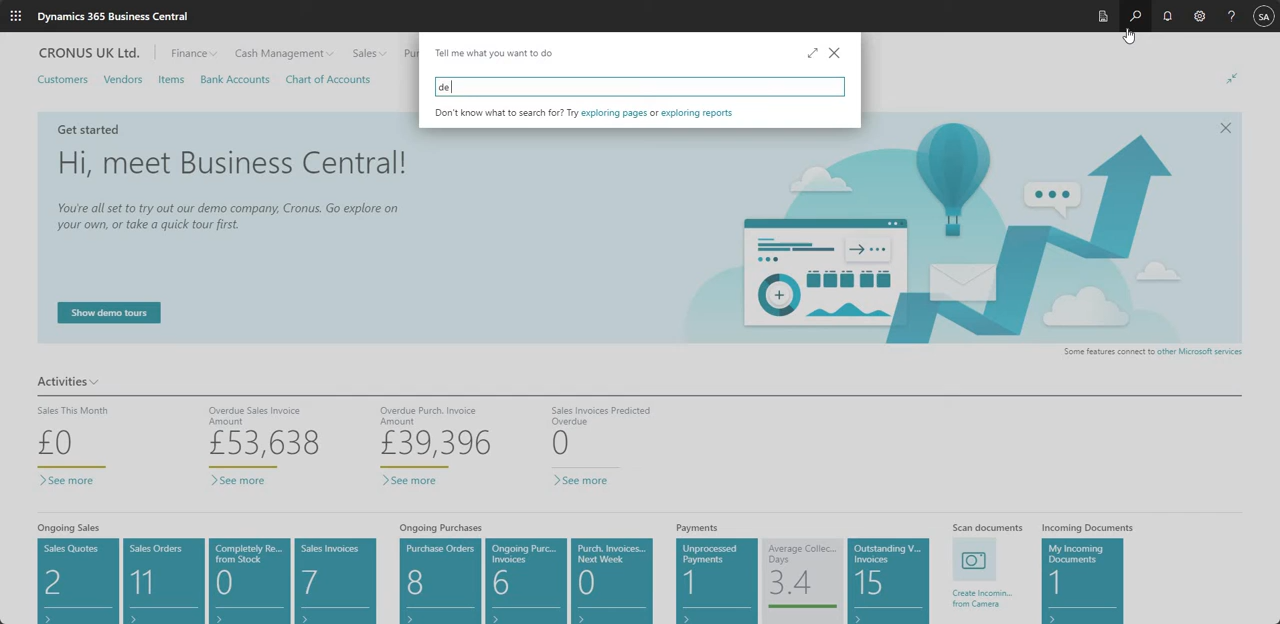 Dynamics 365 Business Central
SA
CRONUS UK Ltd.
Finance
Cash Management
Sales
Customers
Vendors
Items
Bank Accounts
Chart of Accounts
Tell me what you want to do
de
Don't know what to search for? Try exploring pages or exploring reports
Get started
Hi, meet Business Central!
You're all set to try out our demo company, Cronus. Go explore on
your own, or take a quick tour first.
Show demo tours
Some features connect to other Microsoft services
Activities
Sales This Month
£0
See more
Overdue Sales Invoice
Amount
£53,638
See more
Overdue Purch. Invoice
Amount
£39,396
See more
Sales Invoices Predicted
Overdue
0
See more
Ongoing Sales
Sales Quotes
2
Sales Orders
11
Completely Re...
from Stock
0
Sales Invoices
7
Ongoing Purchases
Purchase Orders
8
Ongoing Purc...
Invoices
6
Purch. Invoices...
Next Week
0
Payments
Unprocessed
Payments
1
Average Collec...
Days
3.4
Outstanding V...
Invoices
15
Scan documents
Create Incomin...
from Camera
Incoming Documents
My Incoming
Documents
1